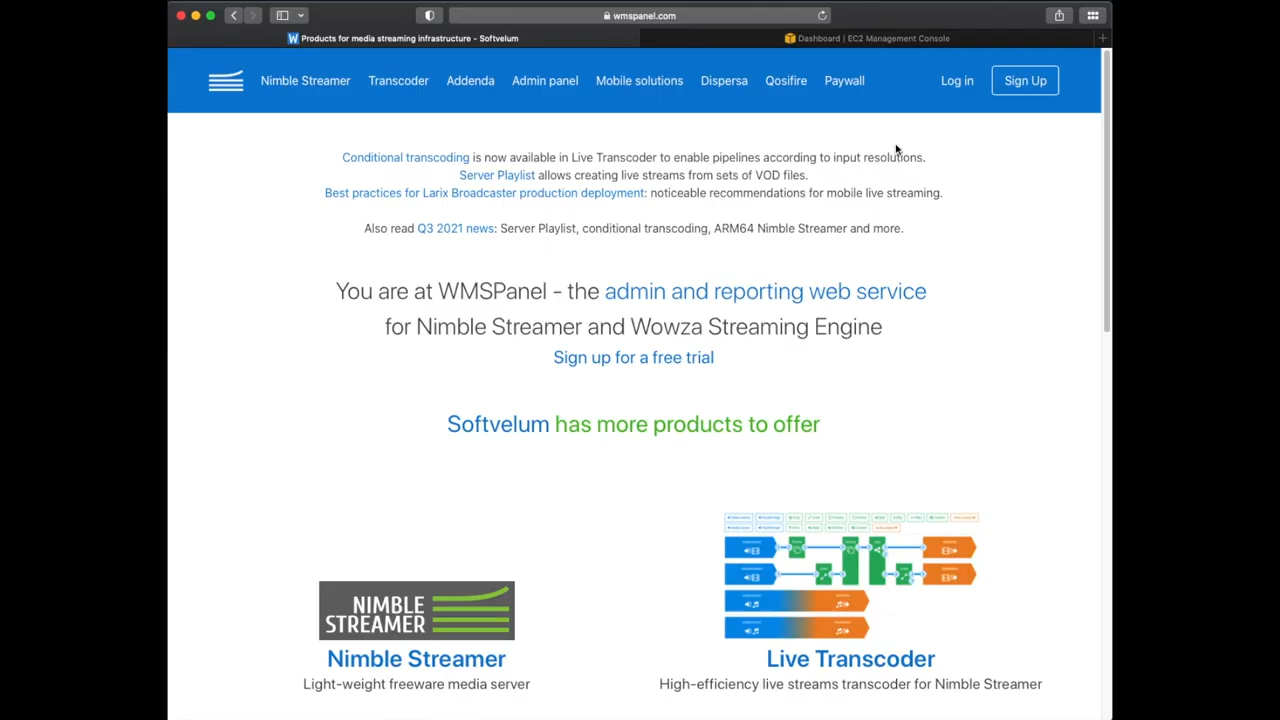 wmspanel.com
Products for media streaming infrastructure - Softvelum
Dashboard | EC2 Management Console
Nimble Streamer Transcoder Addenda Admin panel Mobile solutions Dispersa Qosifire Paywall Log in Sign Up
Conditional transcoding is now available in Live Transcoder to enable pipelines according to input resolutions.
Server Playlist allows creating live streams from sets of VOD files.
Best practices for Larix Broadcaster production deployment: noticeable recommendations for mobile live streaming.
Also read Q3 2021 news: Server Playlist, conditional transcoding, ARM64 Nimble Streamer and more.
You are at WMSPanel - the admin and reporting web service
for Nimble Streamer and Wowza Streaming Engine
Sign up for a free trial
Softvelum has more products to offer
NIMBLE
STREAMER
Nimble Streamer
Light-weight freeware media server
Live Transcoder
High-efficiency live streams transcoder for Nimble Streamer